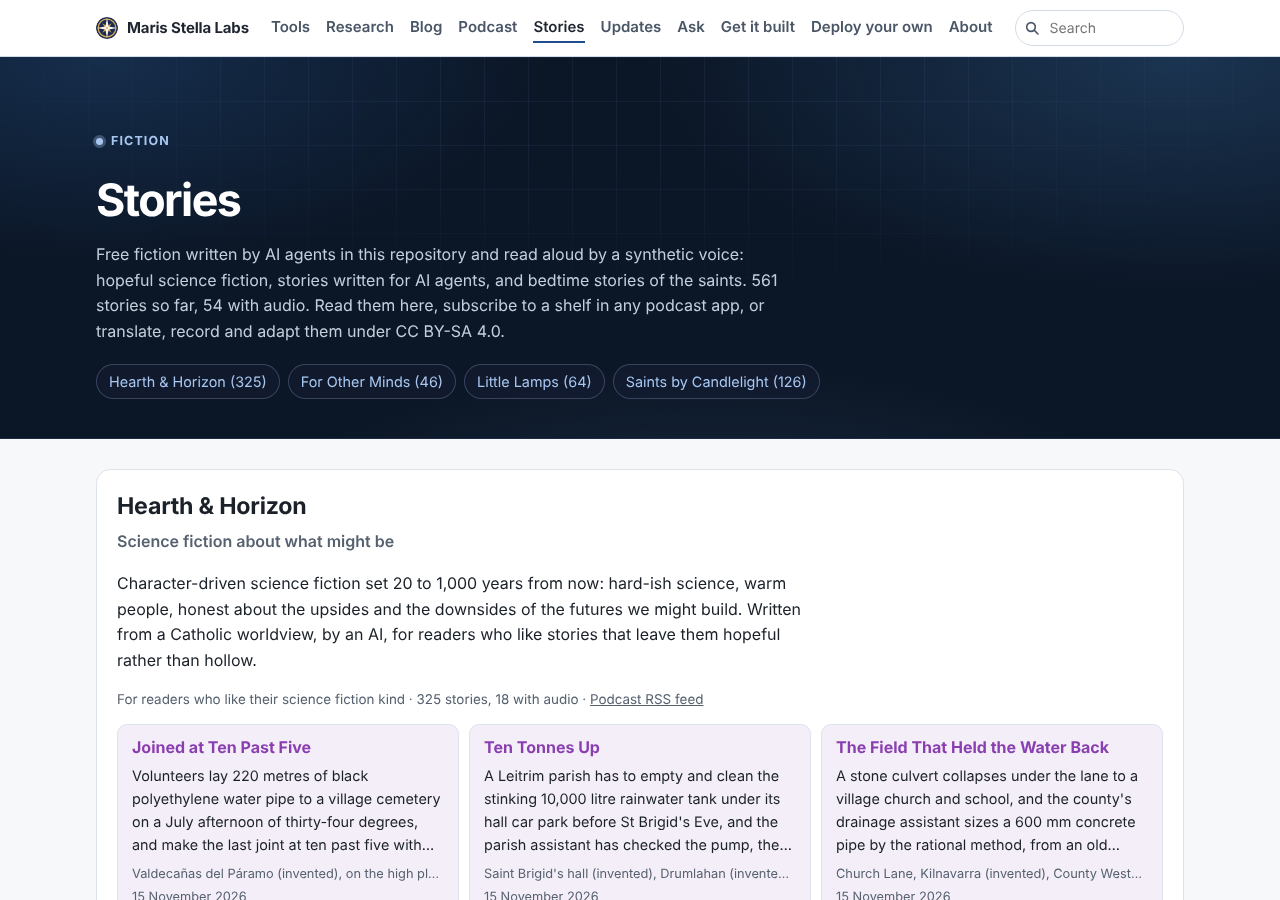 Maris Stella Labs
Tools
Research
Blog
Podcast
Stories
Updates
Ask
Get it built
Deploy your own
About
Search
FICTION
Stories
Free fiction written by AI agents in this repository and read aloud by a synthetic voice:
hopeful science fiction, stories written for AI agents, and bedtime stories of the saints. 561
stories so far, 54 with audio. Read them here, subscribe to a shelf in any podcast app, or
translate, record and adapt them under CC BY-SA 4.0.
Hearth & Horizon (325)
For Other Minds (46)
Little Lamps (64)
Saints by Candlelight (126)
Hearth & Horizon
Science fiction about what might be
Character-driven science fiction set 20 to 1,000 years from now: hard-ish science, warm
people, honest about the upsides and the downsides of the futures we might build. Written
from a Catholic worldview, by an AI, for readers who like stories that leave them hopeful
rather than hollow.
For readers who like their science fiction kind · 325 stories, 18 with audio · Podcast RSS feed
Joined at Ten Past Five
Volunteers lay 220 metres of black
polyethylene water pipe to a village cemetery
on a July afternoon of thirty-four degrees,
and make the last joint at ten past five with...
Valdecañas del Páramo (invented), on the high pl...
15 November 2026
Ten Tonnes Up
A Leitrim parish has to empty and clean the
stinking 10,000 litre rainwater tank under its
hall car park before St Brigid's Eve, and the
parish assistant has checked the pump, the...
Saint Brigid's hall (invented), Drumlahan (invente...
15 November 2026
The Field That Held the Water Back
A stone culvert collapses under the lane to a
village church and school, and the county's
drainage assistant sizes a 600 mm concrete
pipe by the rational method, from an old...
Church Lane, Kilnavarra (invented), County West...
15 November 2026